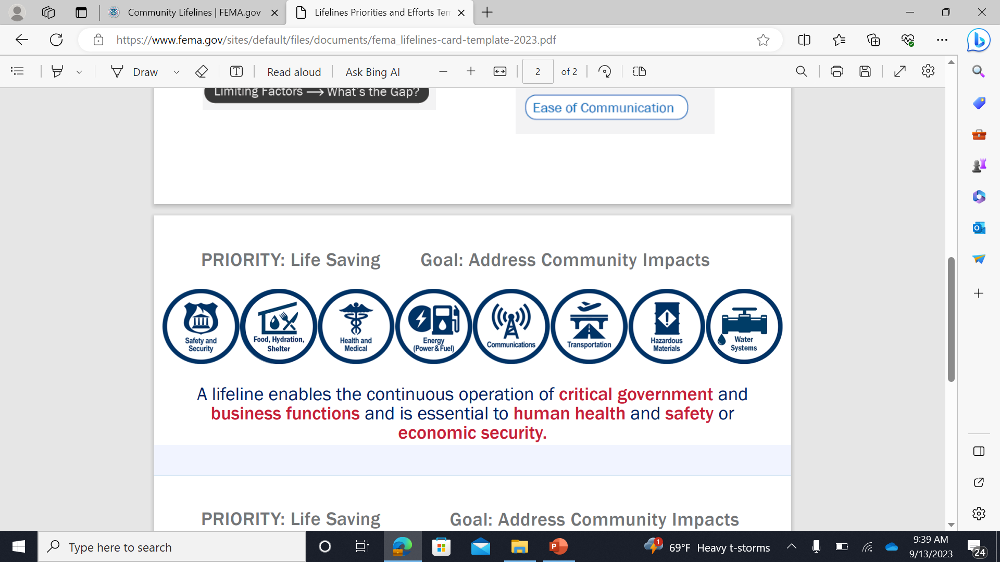 Community Lifelines | FEMA.gov
Lifelines Priorities and Efforts Tem
https://www.fema.gov/sites/default/files/documents/fema_lifelines-card-template-2023.pdf
Draw
Read aloud
Ask Bing AI
2
of 2
Limiting Factors → What's the Gap?
Ease of Communication
PRIORITY: Life Saving
Goal: Address Community Impacts
Safety and
Security
Food, Hydration,
Shelter
Health and
Medical
Energy
(Power & Fuel)
Communications
Transportation
Hazardous
Materials
Water
Systems
A lifeline enables the continuous operation of critical government and
business functions and is essential to human health and safety or
economic security.
PRIORITY: Life Saving
Goal: Address Community Impacts
Type here to search
1
69°F Heavy t-storms
9:39 AM
9/13/2023
24